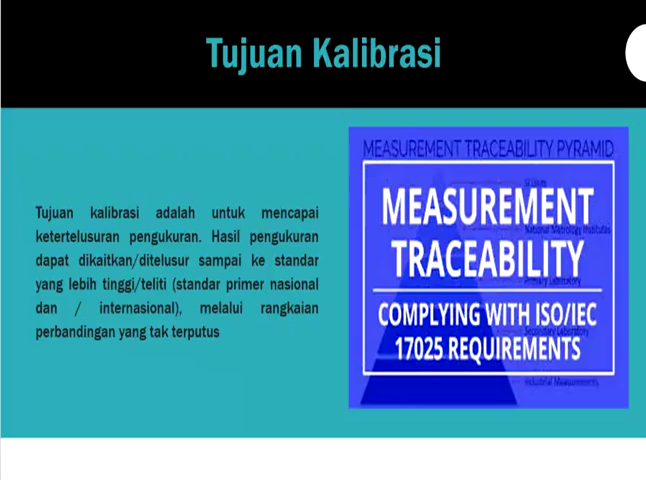 Tujuan Kalibrasi
Tujuan kalibrasi adalah untuk mencapai
ketertelusuran pengukuran. Hasil pengukuran
dapat dikaitkan/ditelusur sampai ke standar
yang lebih tinggi/teliti (standar primer nasional
dan / internasional), melalui rangkaian
perbandingan yang tak terputus
MEASUREMENT TRACEABILITY PYRAMID
MEASUREMENT
TRACEABILITY
COMPLYING WITH ISO/IEC
17025 REQUIREMENTS
National Metrology Institutes
Primary Laboratory
Secondary Laboratory
Industrial Measurements